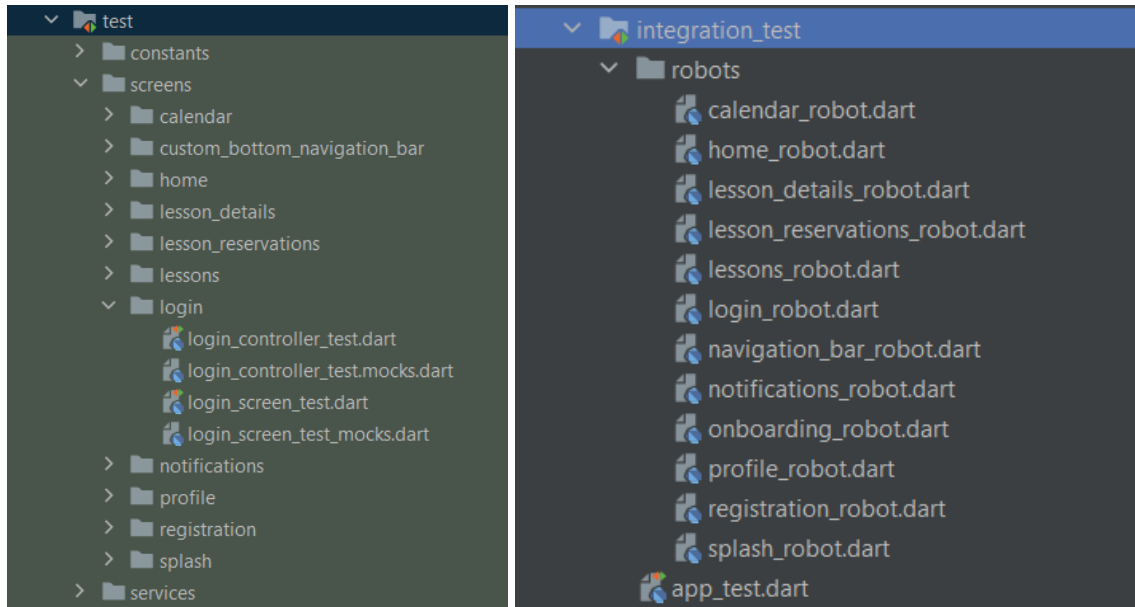 test
constants
screens
calendar
custom_bottom_navigation_bar
home
lesson_details
lesson_reservations
lessons
login
login_controller_test.dart
login_controller_test.mocks.dart
login_screen_test.dart
login_screen_test_mocks.dart
notifications
profile
registration
splash
services
integration_test
robots
calendar_robot.dart
home_robot.dart
lesson_details_robot.dart
lesson_reservations_robot.dart
lessons_robot.dart
login_robot.dart
navigation_bar_robot.dart
notifications_robot.dart
onboarding_robot.dart
profile_robot.dart
registration_robot.dart
splash_robot.dart
app_test.dart